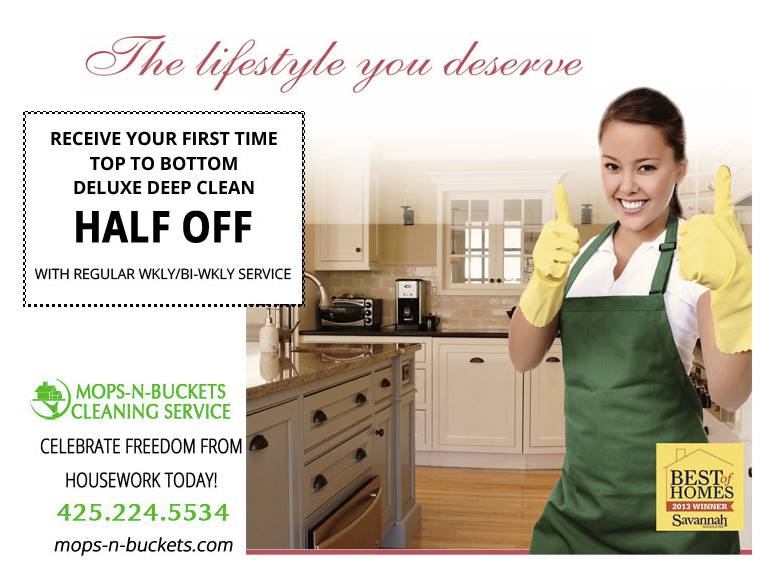 The lifestyle you deserve
RECEIVE YOUR FIRST TIME
TOP TO BOTTOM
DELUXE DEEP CLEAN
HALF OFF
WITH REGULAR WKLY/BI-WKLY SERVICE
MOPS-N-BUCKETS
CLEANING SERVICE
CELEBRATE FREEDOM FROM
HOUSEWORK TODAY!
425.224.5534
mops-n-buckets.com
BEST of
HOMES
2013 WINNER
Savannah
MAGAZINE